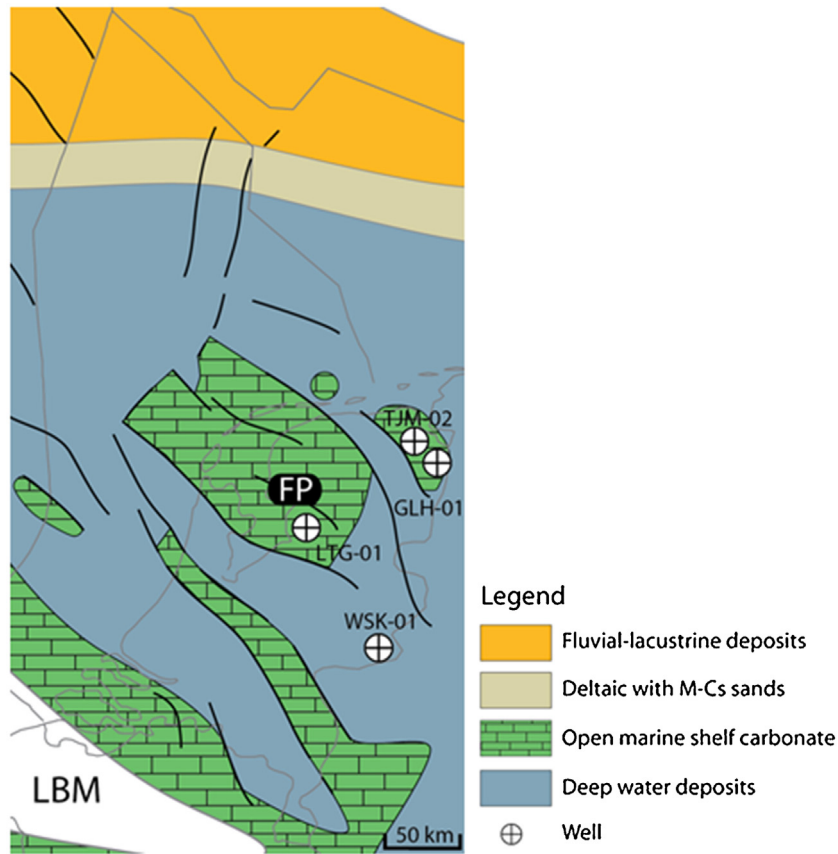 TJM-02
FP
GLH-01
LTG-01
WSK-01
LBM
50 km
Legend
Fluvial-lacustrine deposits
Deltaic with M-Cs sands
Open marine shelf carbonate
Deep water deposits
Well